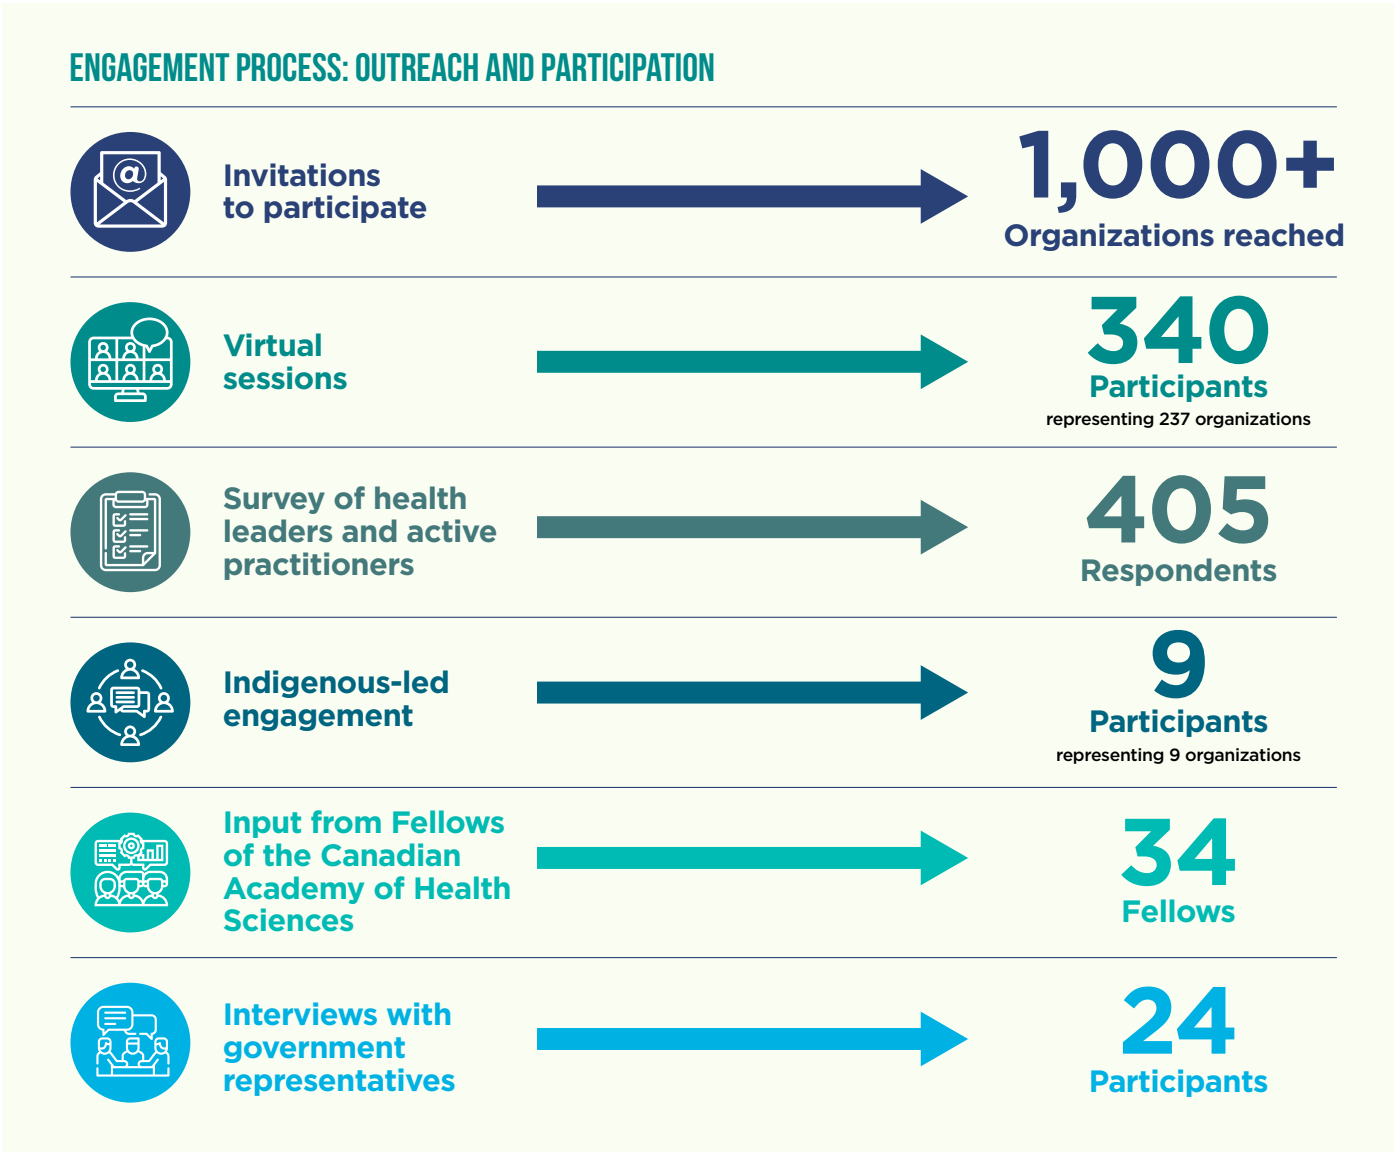 ENGAGEMENT PROCESS: OUTREACH AND PARTICIPATION
@
Invitations
to participate
1,000+
Organizations reached
Virtual
sessions
340
Participants
representing 237 organizations
Survey of health
leaders and active
practitioners
405
Respondents
Indigenous-led
engagement
9
Participants
representing 9 organizations
Input from Fellows
of the Canadian
Academy of Health
Sciences
34
Fellows
Interviews with
government
representatives
24
Participants